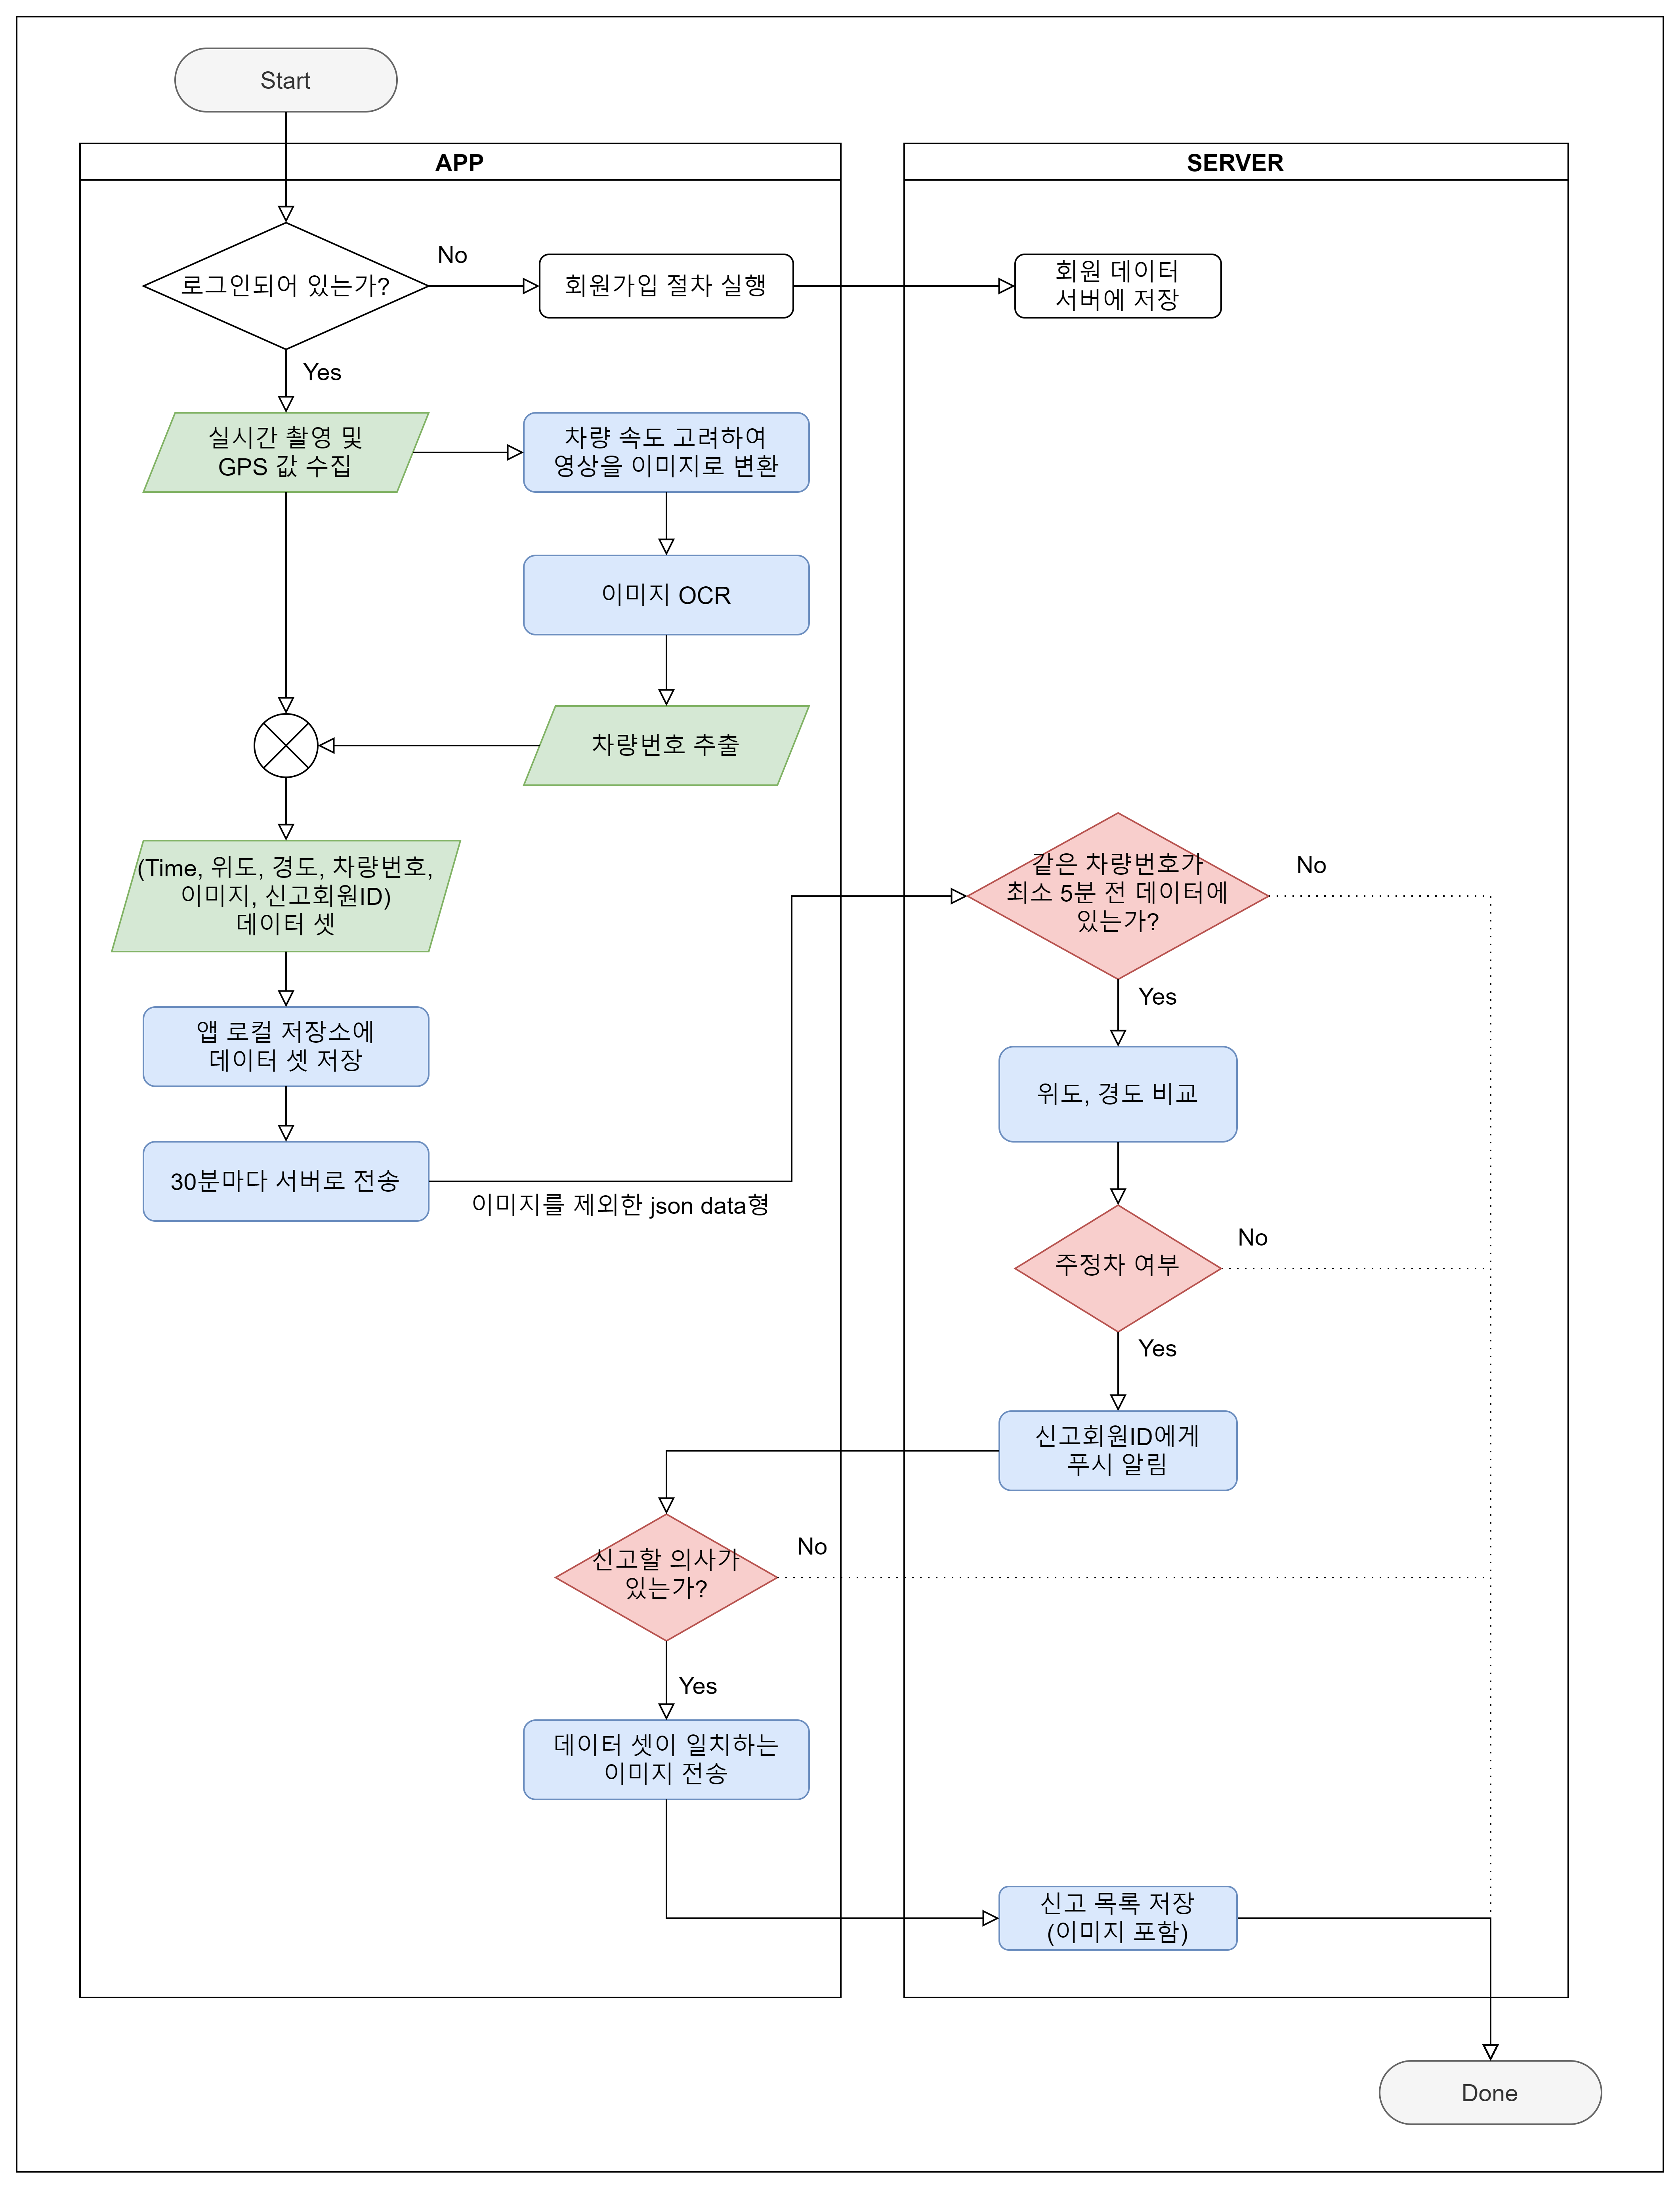 Start
APP
SERVER
로그인되어 있는가?
No
회원가입 절차 실행
회원 데이터
서버에 저장
Yes
실시간 촬영 및
GPS 값 수집
차량 속도 고려하여
영상을 이미지로 변환
이미지 OCR
차량번호 추출
(Time, 위도, 경도, 차량번호,
이미지, 신고회원ID)
데이터 셋
앱 로컬 저장소에
데이터 셋 저장
30분마다 서버로 전송
이미지를 제외한 json data형
같은 차량번호가
최소 5분 전 데이터에
있는가?
No
Yes
위도, 경도 비교
주정차 여부
No
Yes
신고회원ID에게
푸시 알림
신고할 의사가
있는가?
No
Yes
데이터 셋이 일치하는
이미지 전송
신고 목록 저장
(이미지 포함)
Done